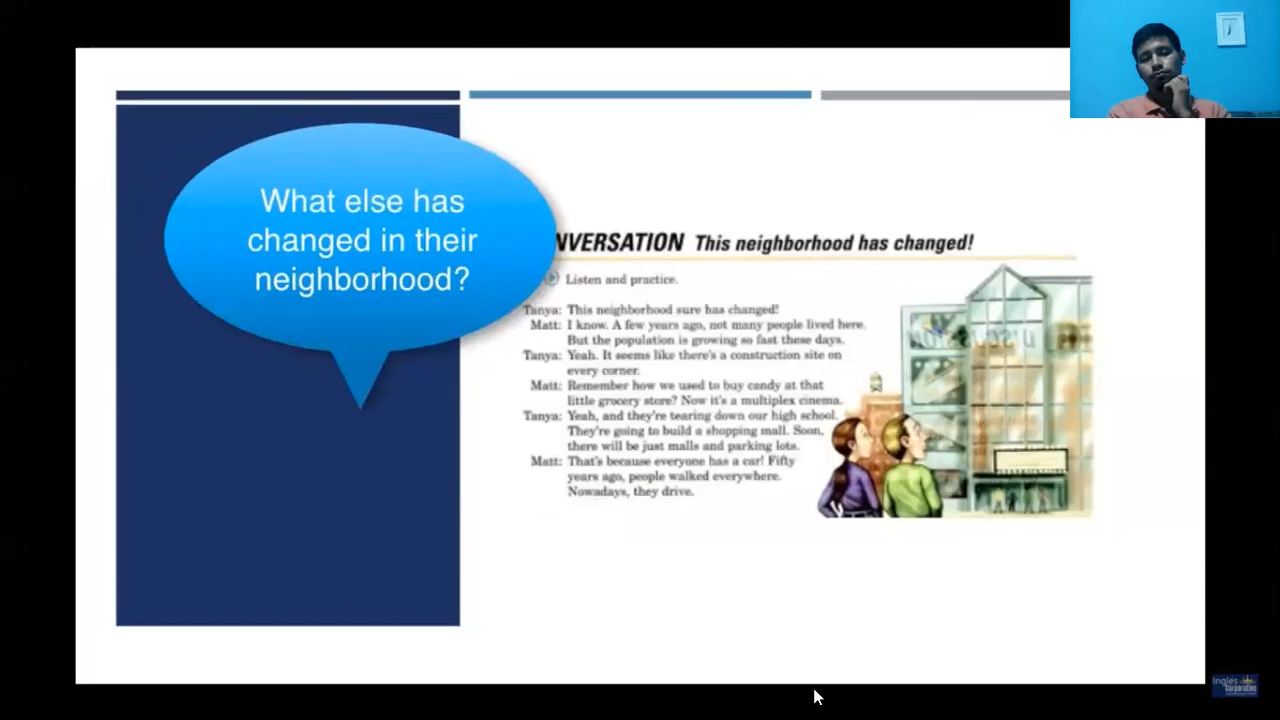 What else has
changed in their
neighborhood?
NVERSATION This neighborhood has changed!
Listen and practice.
Tanya: This neighborhood sure has changed!
Matt: I know. A few years ago, not many people lived here.
But the population is growing so fast these days.
Tanya: Yeah. It seems like there's a construction site on
every corner.
Matt: Remember how we used to buy candy at that
little grocery store? Now it's a multiplex cinema.
Tanya: Yeah, and they're tearing down our high school.
They're going to build a shopping mall. Soon,
there will be just malls and parking lots.
Matt: That's because everyone has a car! Fifty
years ago, people walked everywhere.
Nowadays, they drive.
Inglés
Corporativo